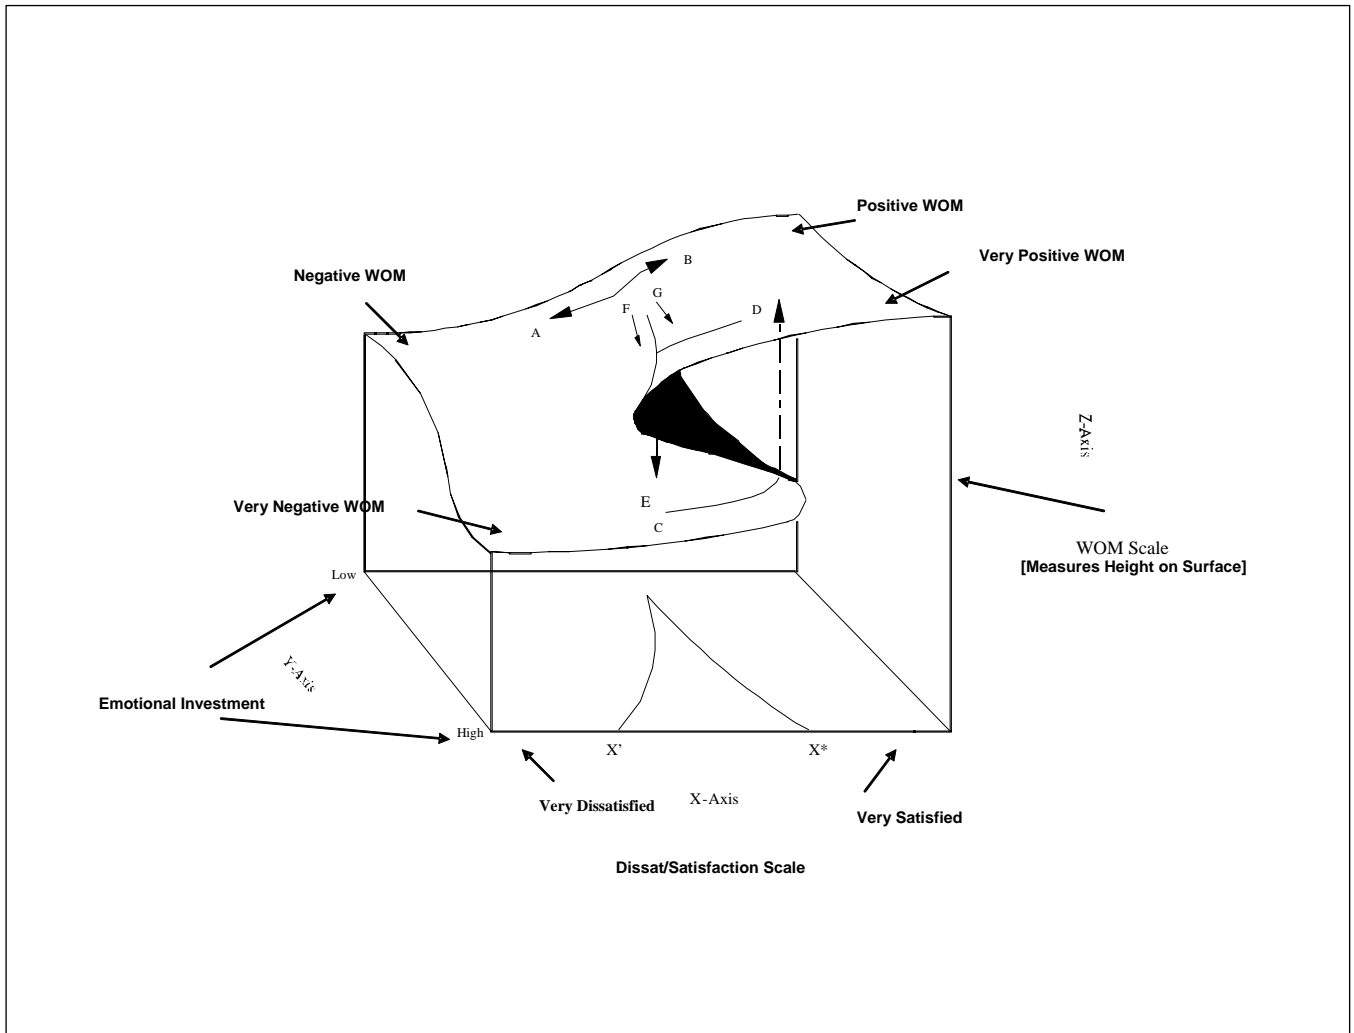 Positive WOM
Very Positive WOM
Negative WOM
B
G
F
D
A
Z-Axis
Very Negative WOM
E
C
WOM Scale
[Measures Height on Surface]
Low
Y-Axis
Emotional Investment
High
X’
X*
Very Dissatisfied
X-Axis
Very Satisfied
Dissat/Satisfaction Scale